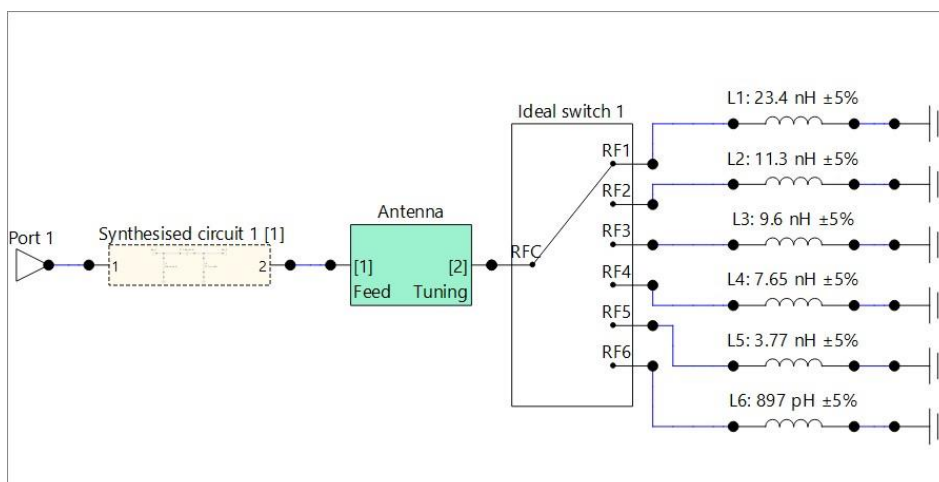 Port 1
Synthesised circuit 1 [1]
1 2
Antenna
[1] [2]
Feed Tuning
Ideal switch 1
RFC
RF1
RF2
RF3
RF4
RF5
RF6
L1: 23.4 nH ±5%
L2: 11.3 nH ±5%
L3: 9.6 nH ±5%
L4: 7.65 nH ±5%
L5: 3.77 nH ±5%
L6: 897 pH ±5%